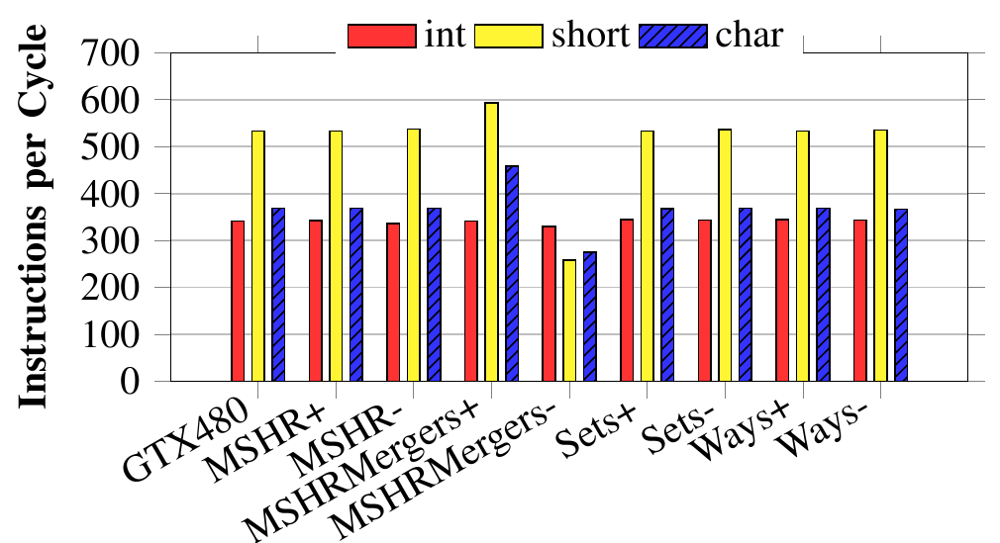 int short char
Instructions per Cycle
700
600
500
400
300
200
100
0
GTX480
MSHR+
MSHR-
MSHRMergers+
MSHRMergers-
Sets+
Sets-
Ways+
Ways-